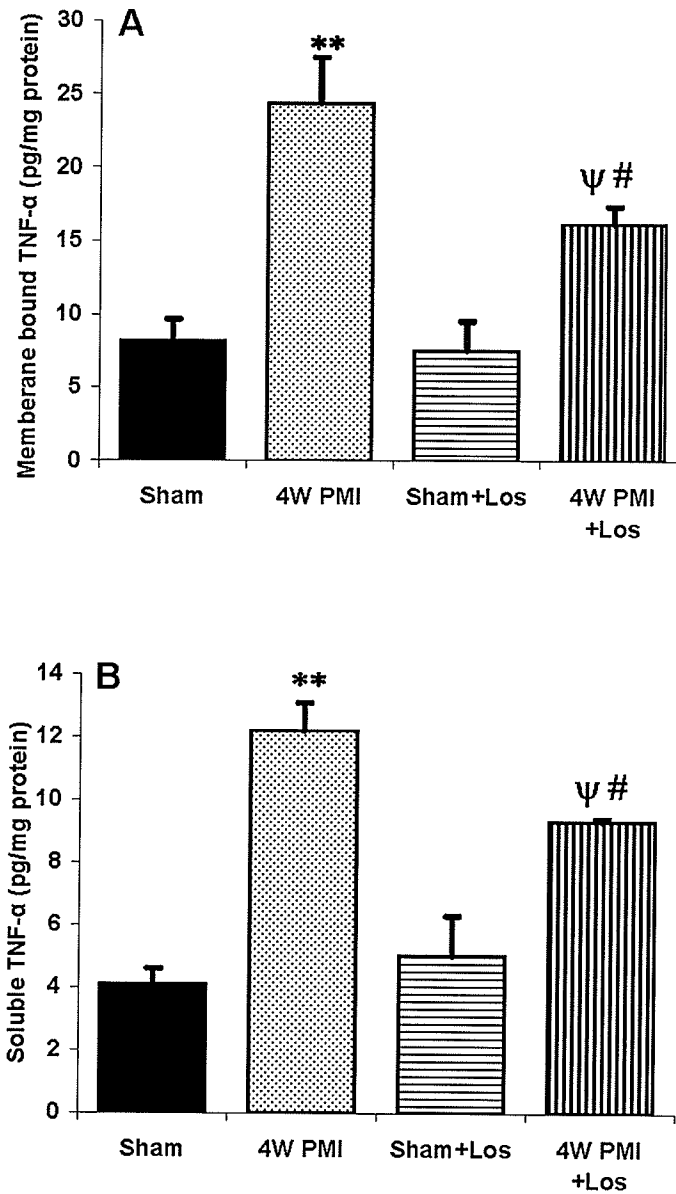 A
Memberane bound TNF-α (pg/mg protein)
30
25
20
15
10
5
0
**
ψ #
Sham
4W PMI
Sham+Los
4W PMI
+Los
B
Soluble TNF-α (pg/mg protein)
14
12
10
8
6
4
2
0
**
ψ #
Sham
4W PMI
Sham+Los
4W PMI
+Los